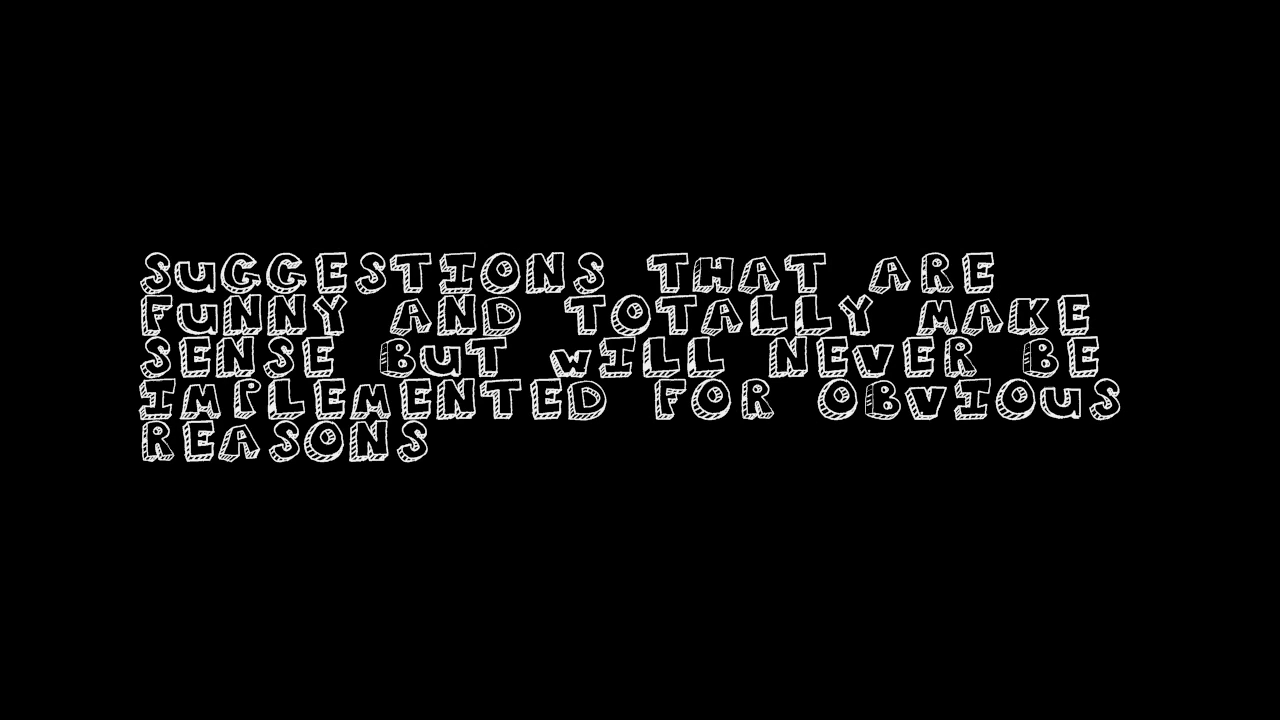 SUGGESTIONS THAT ARE
FUNNY AND TOTALLY MAKE
SENSE BUT WILL NEVER BE
IMPLEMENTED FOR OBVIOUS
REASONS